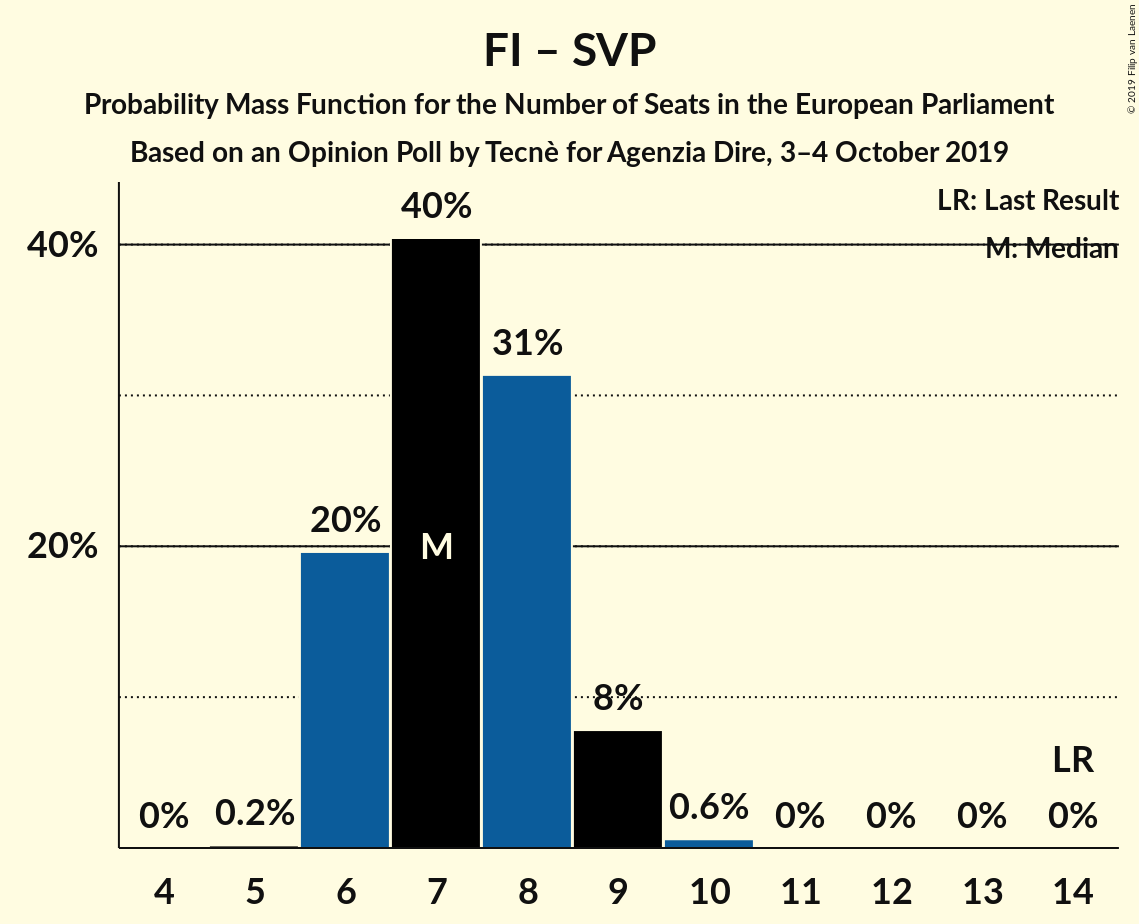 FI – SVP
Probability Mass Function for the Number of Seats in the European Parliament
Based on an Opinion Poll by Tecnè for Agenzia Dire, 3–4 October 2019
© 2019 Filip van Laenen
LR: Last Result
M: Median
40%
20%
0%
0.2%
20%
40%
M
31%
8%
0.6%
0%
0%
0%
LR
0%
4 5 6 7 8 9 10 11 12 13 14